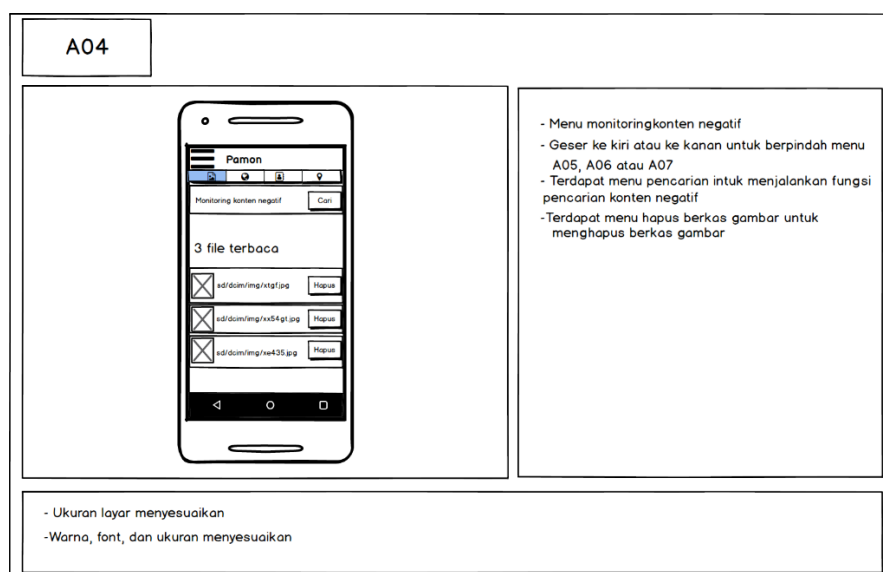 A04
Pamon
Monitoring konten negatif
Cari
3 file terbaca
sd/dcim/img/xtgf.jpg
Hapus
sd/dcim/img/xx54gt.jpg
Hapus
sd/dcim/img/xe435.jpg
Hapus
- Menu monitoringkonten negatif
- Geser ke kiri atau ke kanan untuk berpindah menu
A05, A06 atau A07
- Terdapat menu pencarian intuk menjalankan fungsi
pencarian konten negatif
-Terdapat menu hapus berkas gambar untuk
menghapus berkas gambar
- Ukuran layar menyesuaikan
-Warna, font, dan ukuran menyesuaikan